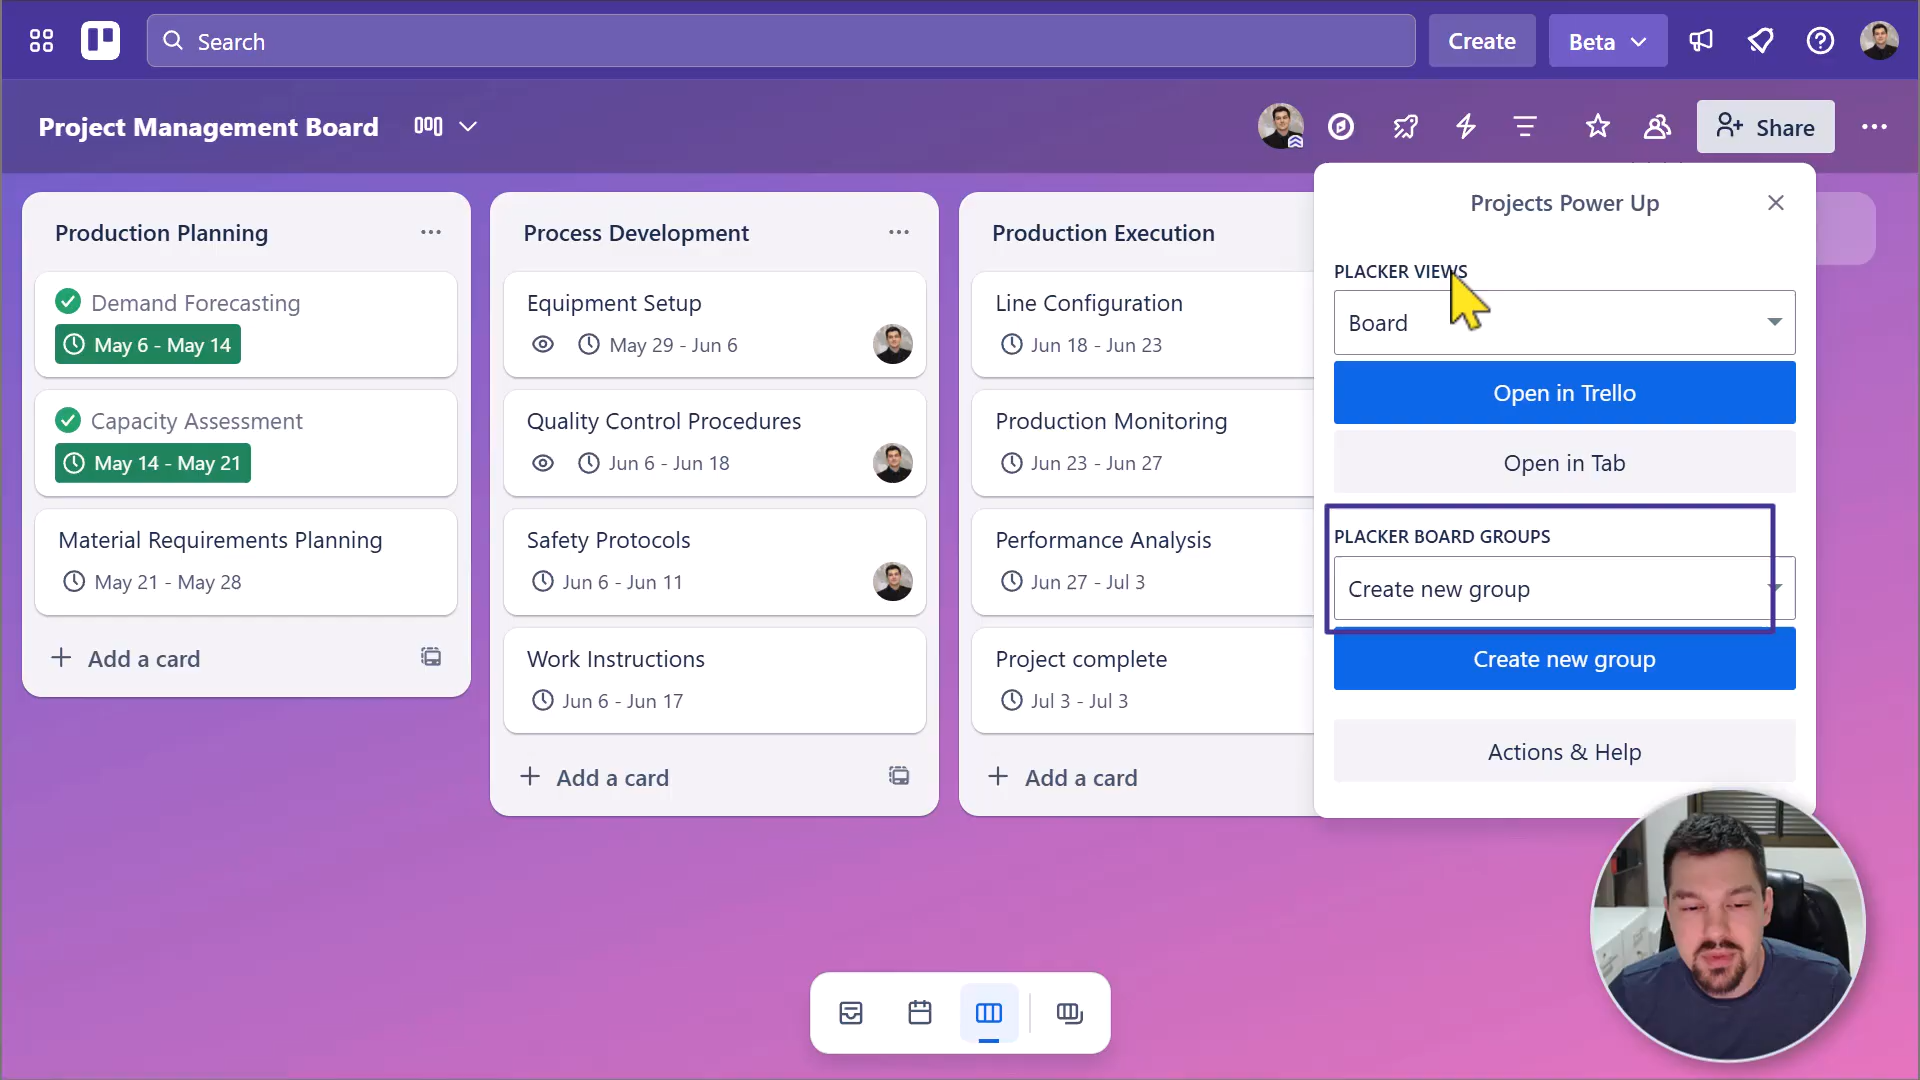 Search
Create
Beta
Project Management Board
Share
Production Planning
Demand Forecasting
May 6 - May 14
Capacity Assessment
May 14 - May 21
Material Requirements Planning
May 21 - May 28
Add a card
Process Development
Equipment Setup
May 29 - Jun 6
Quality Control Procedures
Jun 6 - Jun 18
Safety Protocols
Jun 6 - Jun 11
Work Instructions
Jun 6 - Jun 17
Add a card
Production Execution
Line Configuration
Jun 18 - Jun 23
Production Monitoring
Jun 23 - Jun 27
Performance Analysis
Jun 27 - Jul 3
Project complete
Jul 3 - Jul 3
Add a card
Projects Power Up
PLACKER VIEWS
Board
Open in Trello
Open in Tab
PLACKER BOARD GROUPS
Create new group
Create new group
Actions & Help